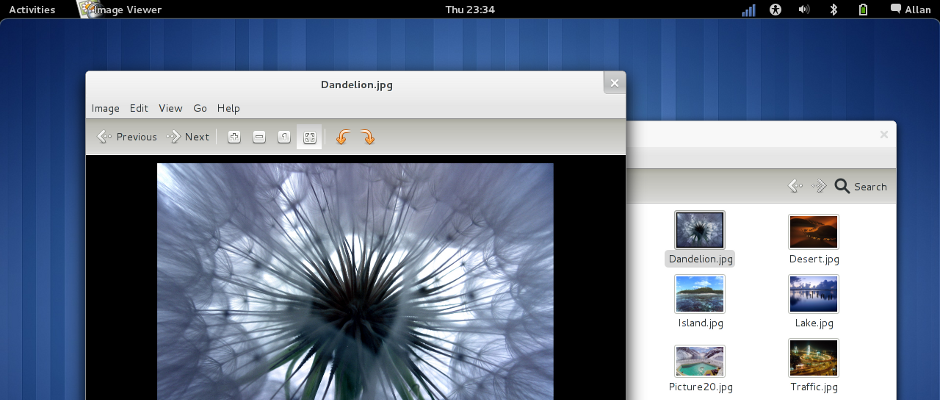 Activities Image Viewer Thu 23:34 Allan
Dandelion.jpg
Image Edit View Go Help
Previous Next
Search
Dandelion.jpg Desert.jpg
Island.jpg Lake.jpg
Picture20.jpg Traffic.jpg